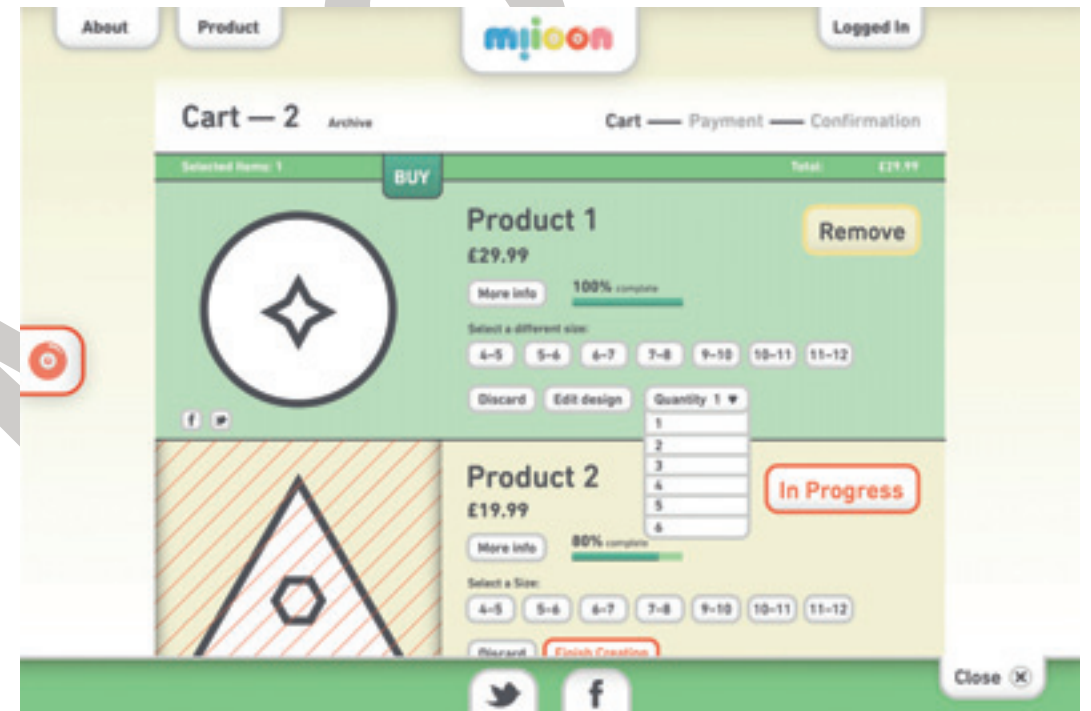 About
Product
mijoon
Logged In
Cart — 2 Archive
Cart — Payment — Confirmation
Selected Items: 1
BUY
Total: £29.99
Product 1
Remove
£29.99
More info
100% complete
Select a different size:
4-5 5-6 6-7 7-8 9-10 10-11 11-12
Discard Edit design Quantity 1 ▼
1
2
3
4
5
6
Product 2
In Progress
£19.99
More info
80% complete
Select a Size:
4-5 5-6 6-7 7-8 9-10 10-11 11-12
Discard Finish Creating
Close